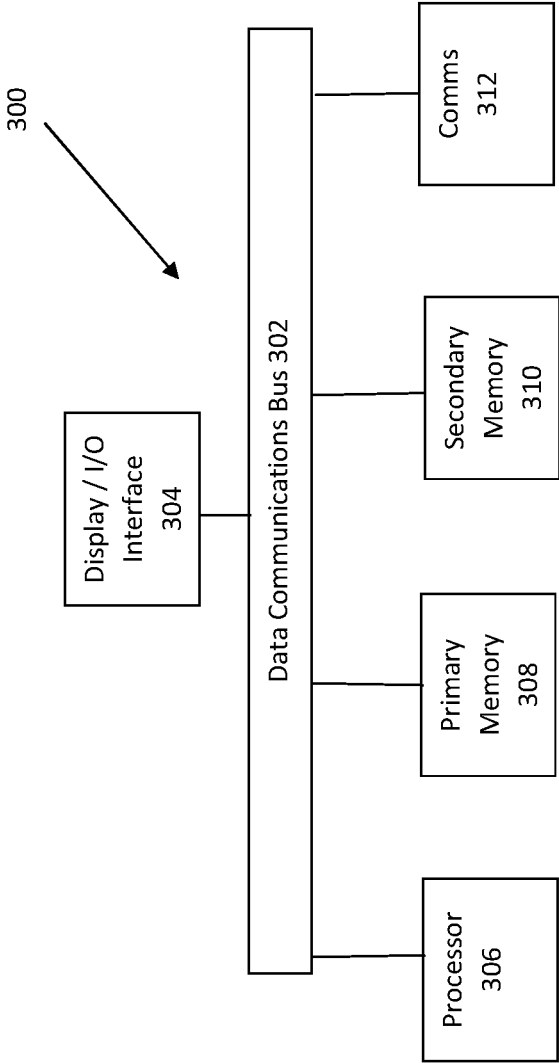 300
Display / I/O
Interface
304
Data Communications Bus 302
Processor
306
Primary
Memory
308
Secondary
Memory
310
Comms
312